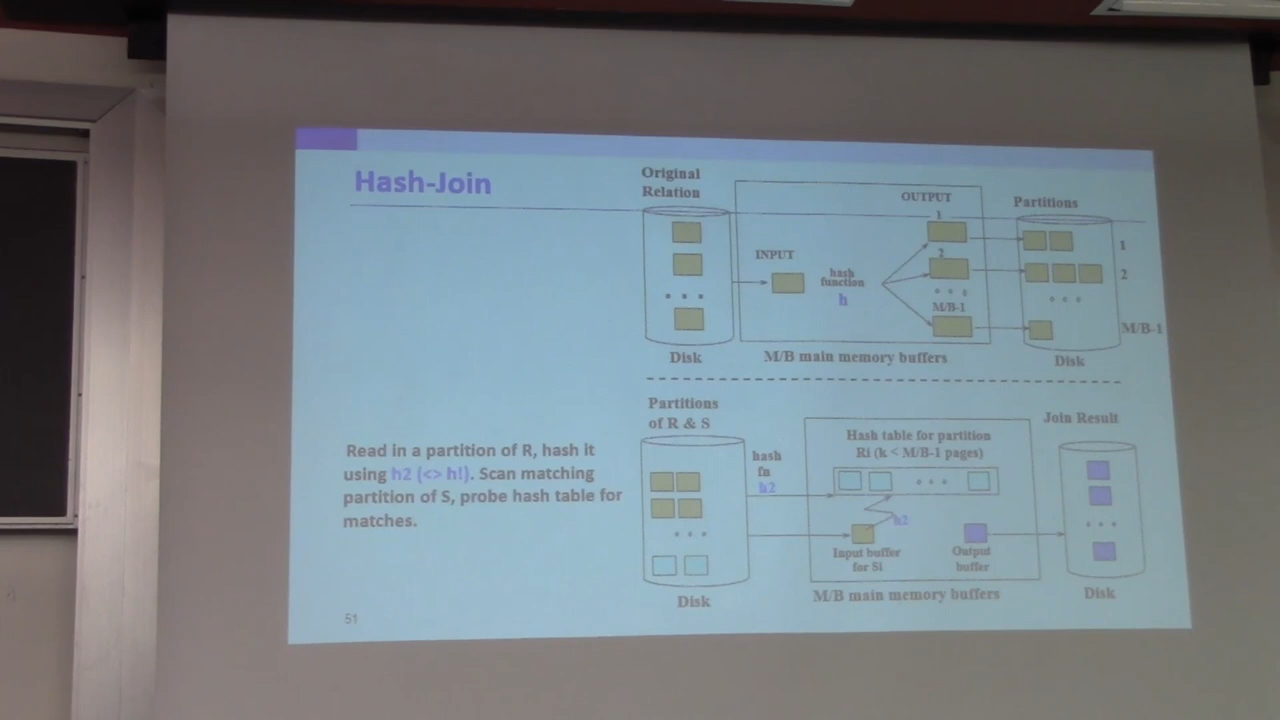 Hash-Join
Original
Relation
INPUT
hash
function
h
OUTPUT
1
2
M/B-1
Partitions
1
2
M/B-1
Disk
M/B main memory buffers
Disk
Read in a partition of R, hash it
using h2 (<> h!). Scan matching
partition of S, probe hash table for
matches.
Partitions
of R & S
hash
fn
h2
Hash table for partition
Ri (k < M/B-1 pages)
h2
Input buffer
for Si
Output
buffer
Join Result
Disk
M/B main memory buffers
Disk
51